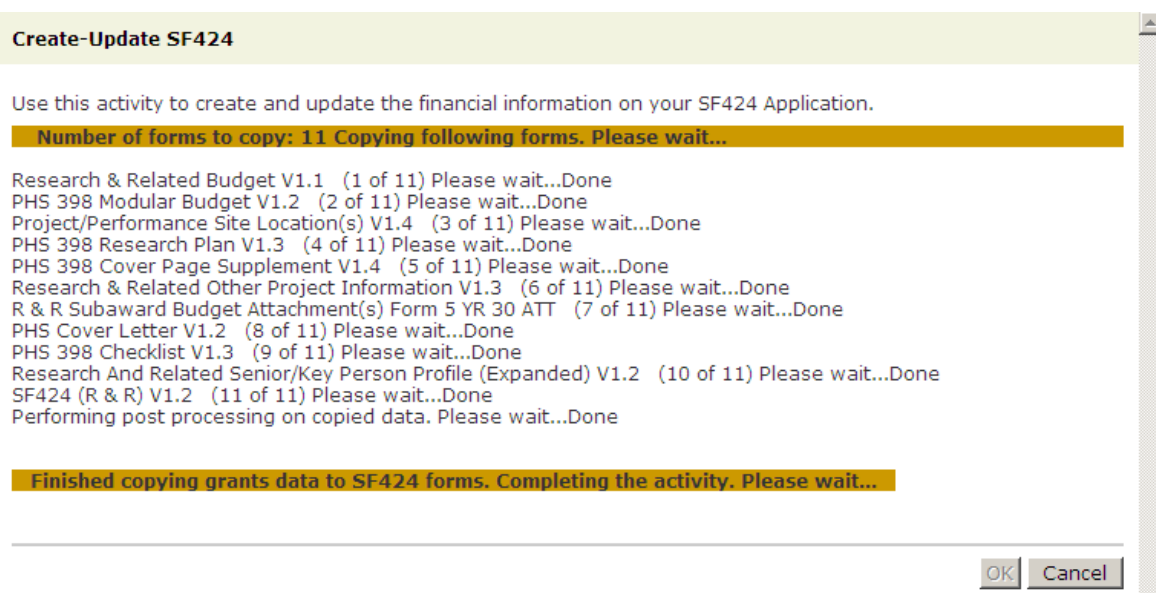 Create-Update SF424
Use this activity to create and update the financial information on your SF424 Application.
Number of forms to copy: 11 Copying following forms. Please wait...
Research & Related Budget V1.1 (1 of 11) Please wait...Done
PHS 398 Modular Budget V1.2 (2 of 11) Please wait...Done
Project/Performance Site Location(s) V1.4 (3 of 11) Please wait...Done
PHS 398 Research Plan V1.3 (4 of 11) Please wait...Done
PHS 398 Cover Page Supplement V1.4 (5 of 11) Please wait...Done
Research & Related Other Project Information V1.3 (6 of 11) Please wait...Done
R & R Subaward Budget Attachment(s) Form 5 YR 30 ATT (7 of 11) Please wait...Done
PHS Cover Letter V1.2 (8 of 11) Please wait...Done
PHS 398 Checklist V1.3 (9 of 11) Please wait...Done
Research And Related Senior/Key Person Profile (Expanded) V1.2 (10 of 11) Please wait...Done
SF424 (R & R) V1.2 (11 of 11) Please wait...Done
Performing post processing on copied data. Please wait...Done
Finished copying grants data to SF424 forms. Completing the activity. Please wait...
OK Cancel